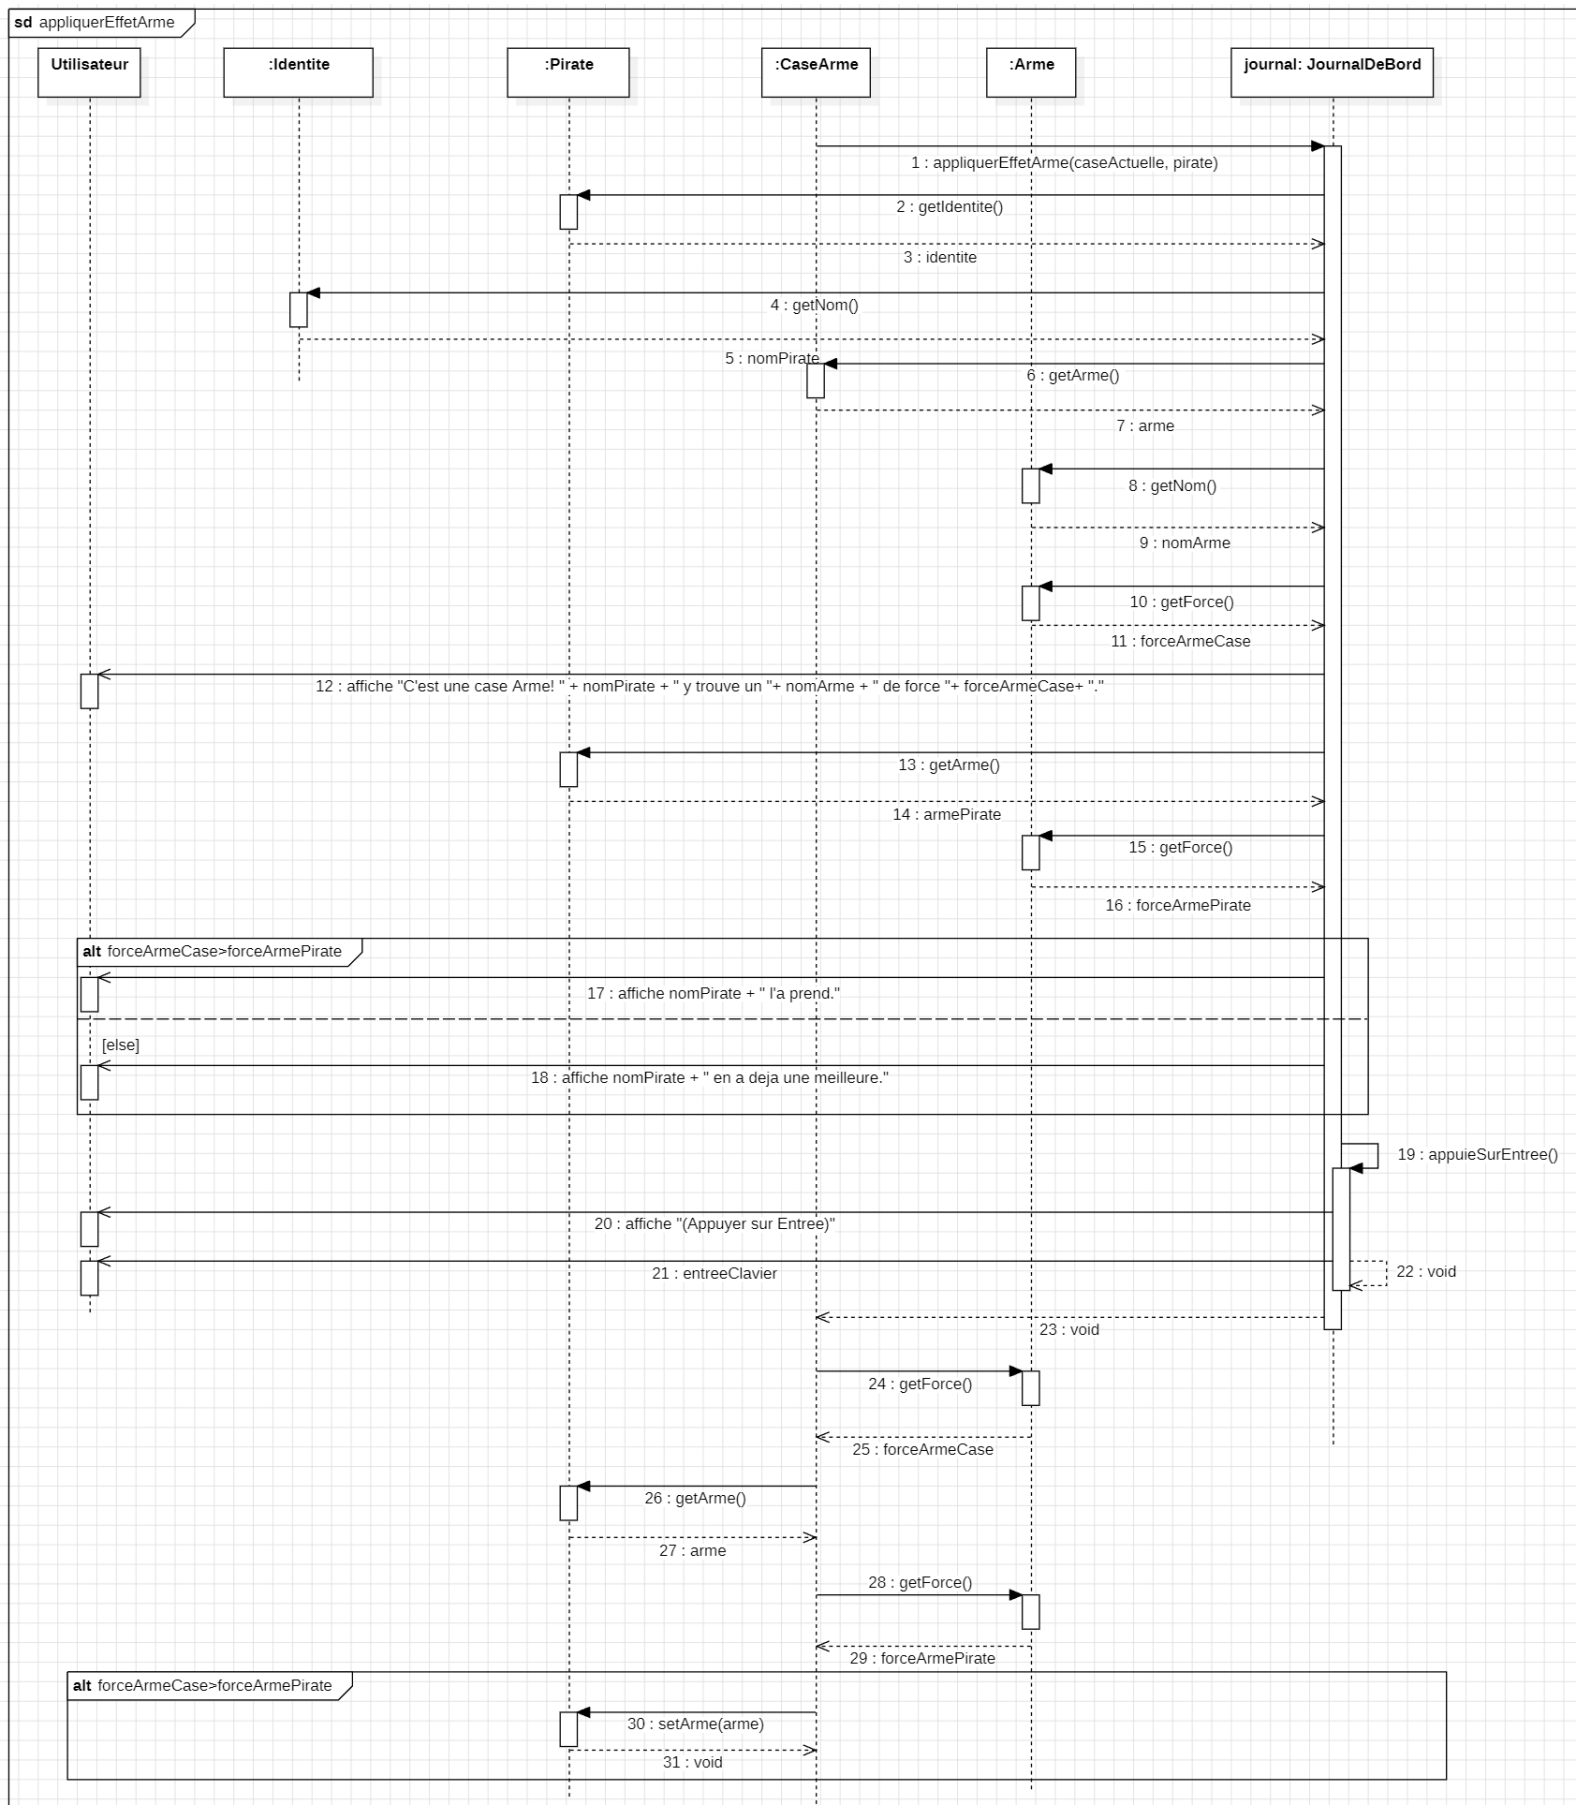 sd appliquerEffetArme
Utilisateur
:Identite
:Pirate
:CaseArme
:Arme
journal: JournalDeBord
1 : appliquerEffetArme(caseActuelle, pirate)
2 : getIdentite()
3 : identite
4 : getNom()
5 : nomPirate
6 : getArme()
7 : arme
8 : getNom()
9 : nomArme
10 : getForce()
11 : forceArmeCase
12 : affiche "C'est une case Arme! " + nomPirate + " y trouve un "+ nomArme + " de force "+ forceArmeCase+ "."
13 : getArme()
14 : armePirate
15 : getForce()
16 : forceArmePirate
alt forceArmeCase>forceArmePirate
17 : affiche nomPirate + " l'a prend."
[else]
18 : affiche nomPirate + " en a deja une meilleure."
19 : appuieSurEntree()
20 : affiche "(Appuyer sur Entree)"
21 : entreeClavier
22 : void
23 : void
24 : getForce()
25 : forceArmeCase
26 : getArme()
27 : arme
28 : getForce()
29 : forceArmePirate
alt forceArmeCase>forceArmePirate
30 : setArme(arme)
31 : void